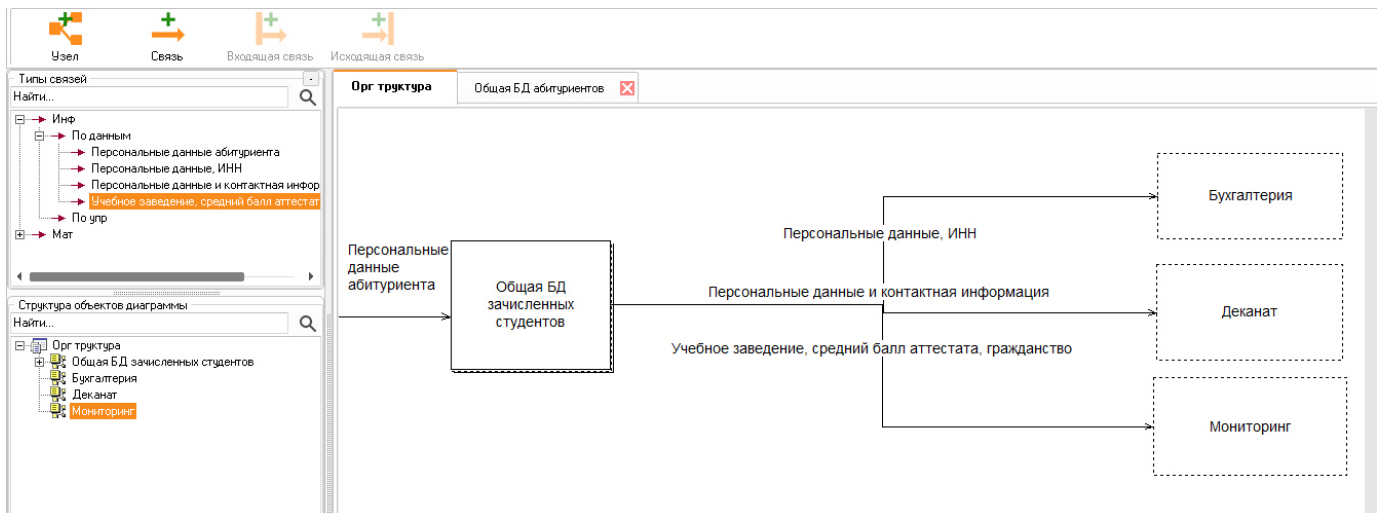 Узел
Связь
Входящая связь
Исходящая связь
Типы связей
Найти...
Инф
По данным
Персональные данные абитуриента
Персональные данные, ИНН
Персональные данные и контактная инфор
Учебное заведение, средний балл аттестат
По упр
Мат
Структура объектов диаграммы
Найти...
Орг труктура
Общая БД зачисленных студентов
Бухгалтерия
Деканат
Мониторинг
Орг труктура
Общая БД абитуриентов
Персональные
данные
абитуриента
Общая БД
зачисленных
студентов
Персональные данные, ИНН
Персональные данные и контактная информация
Учебное заведение, средний балл аттестата, гражданство
Бухгалтерия
Деканат
Мониторинг